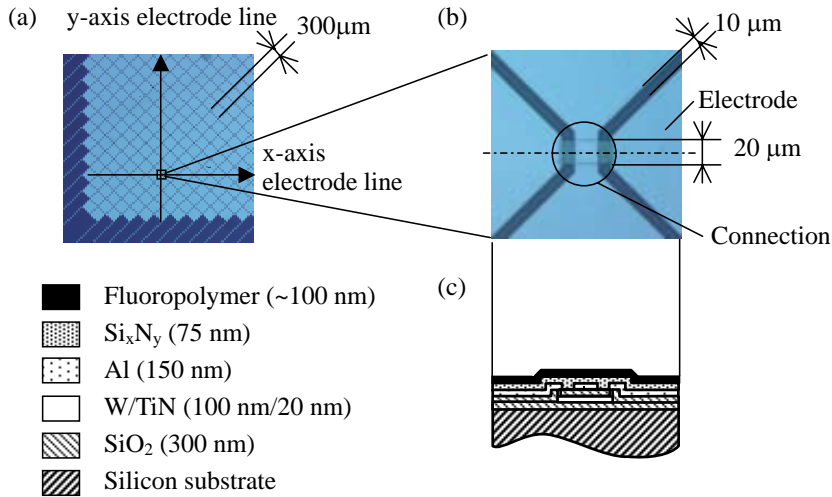 (a)
y-axis electrode line
300μm
x-axis
electrode line
(b)
10 μm
Electrode
20 μm
Connection
(c)
Fluoropolymer (~100 nm)
SixNy (75 nm)
Al (150 nm)
W/TiN (100 nm/20 nm)
SiO2 (300 nm)
Silicon substrate